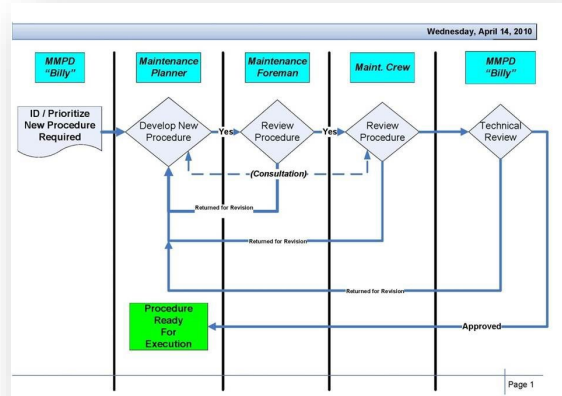 Wednesday, April 14, 2010
MMPD
"Billy"
Maintenance
Planner
Maintenance
Foreman
Maint. Crew
MMPD
"Billy"
ID / Prioritize
New Procedure
Required
Develop New
Procedure
Yes
Review
Procedure
Yes
Review
Procedure
Technical
Review
(Consultation)
Returned for Revision
Returned for Revision
Returned for Revision
Procedure
Ready
For
Execution
Approved
Page 1